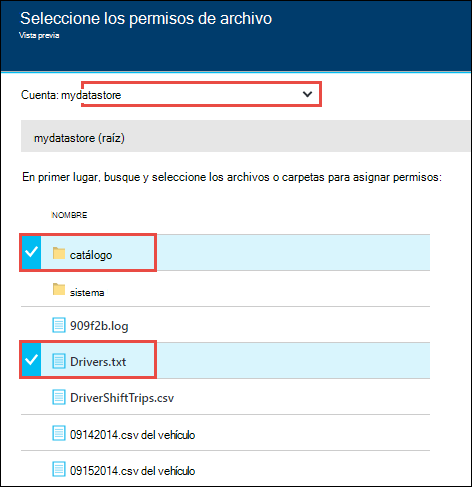 Seleccione los permisos de archivo
Vista previa
Cuenta: mydatastore
mydatastore (raíz)
En primer lugar, busque y seleccione los archivos o carpetas para asignar permisos:
NOMBRE
catálogo
sistema
909f2b.log
Drivers.txt
DriverShiftTrips.csv
09142014.csv del vehículo
09152014.csv del vehículo